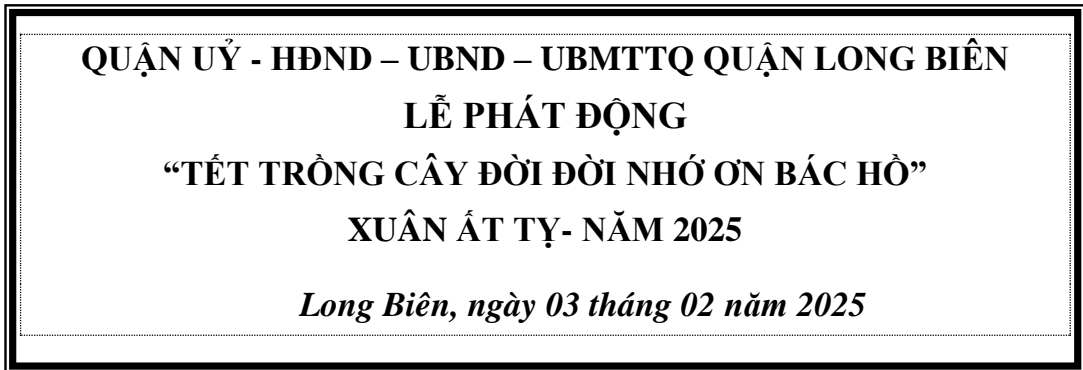 QUẬN UỶ - HĐND – UBND – UBMTTQ QUẬN LONG BIÊN
LỄ PHÁT ĐỘNG
“TẾT TRỒNG CÂY ĐỜI ĐỜI NHỚ ƠN BÁC HỒ”
XUÂN ẤT TỴ- NĂM 2025
Long Biên, ngày 03 tháng 02 năm 2025